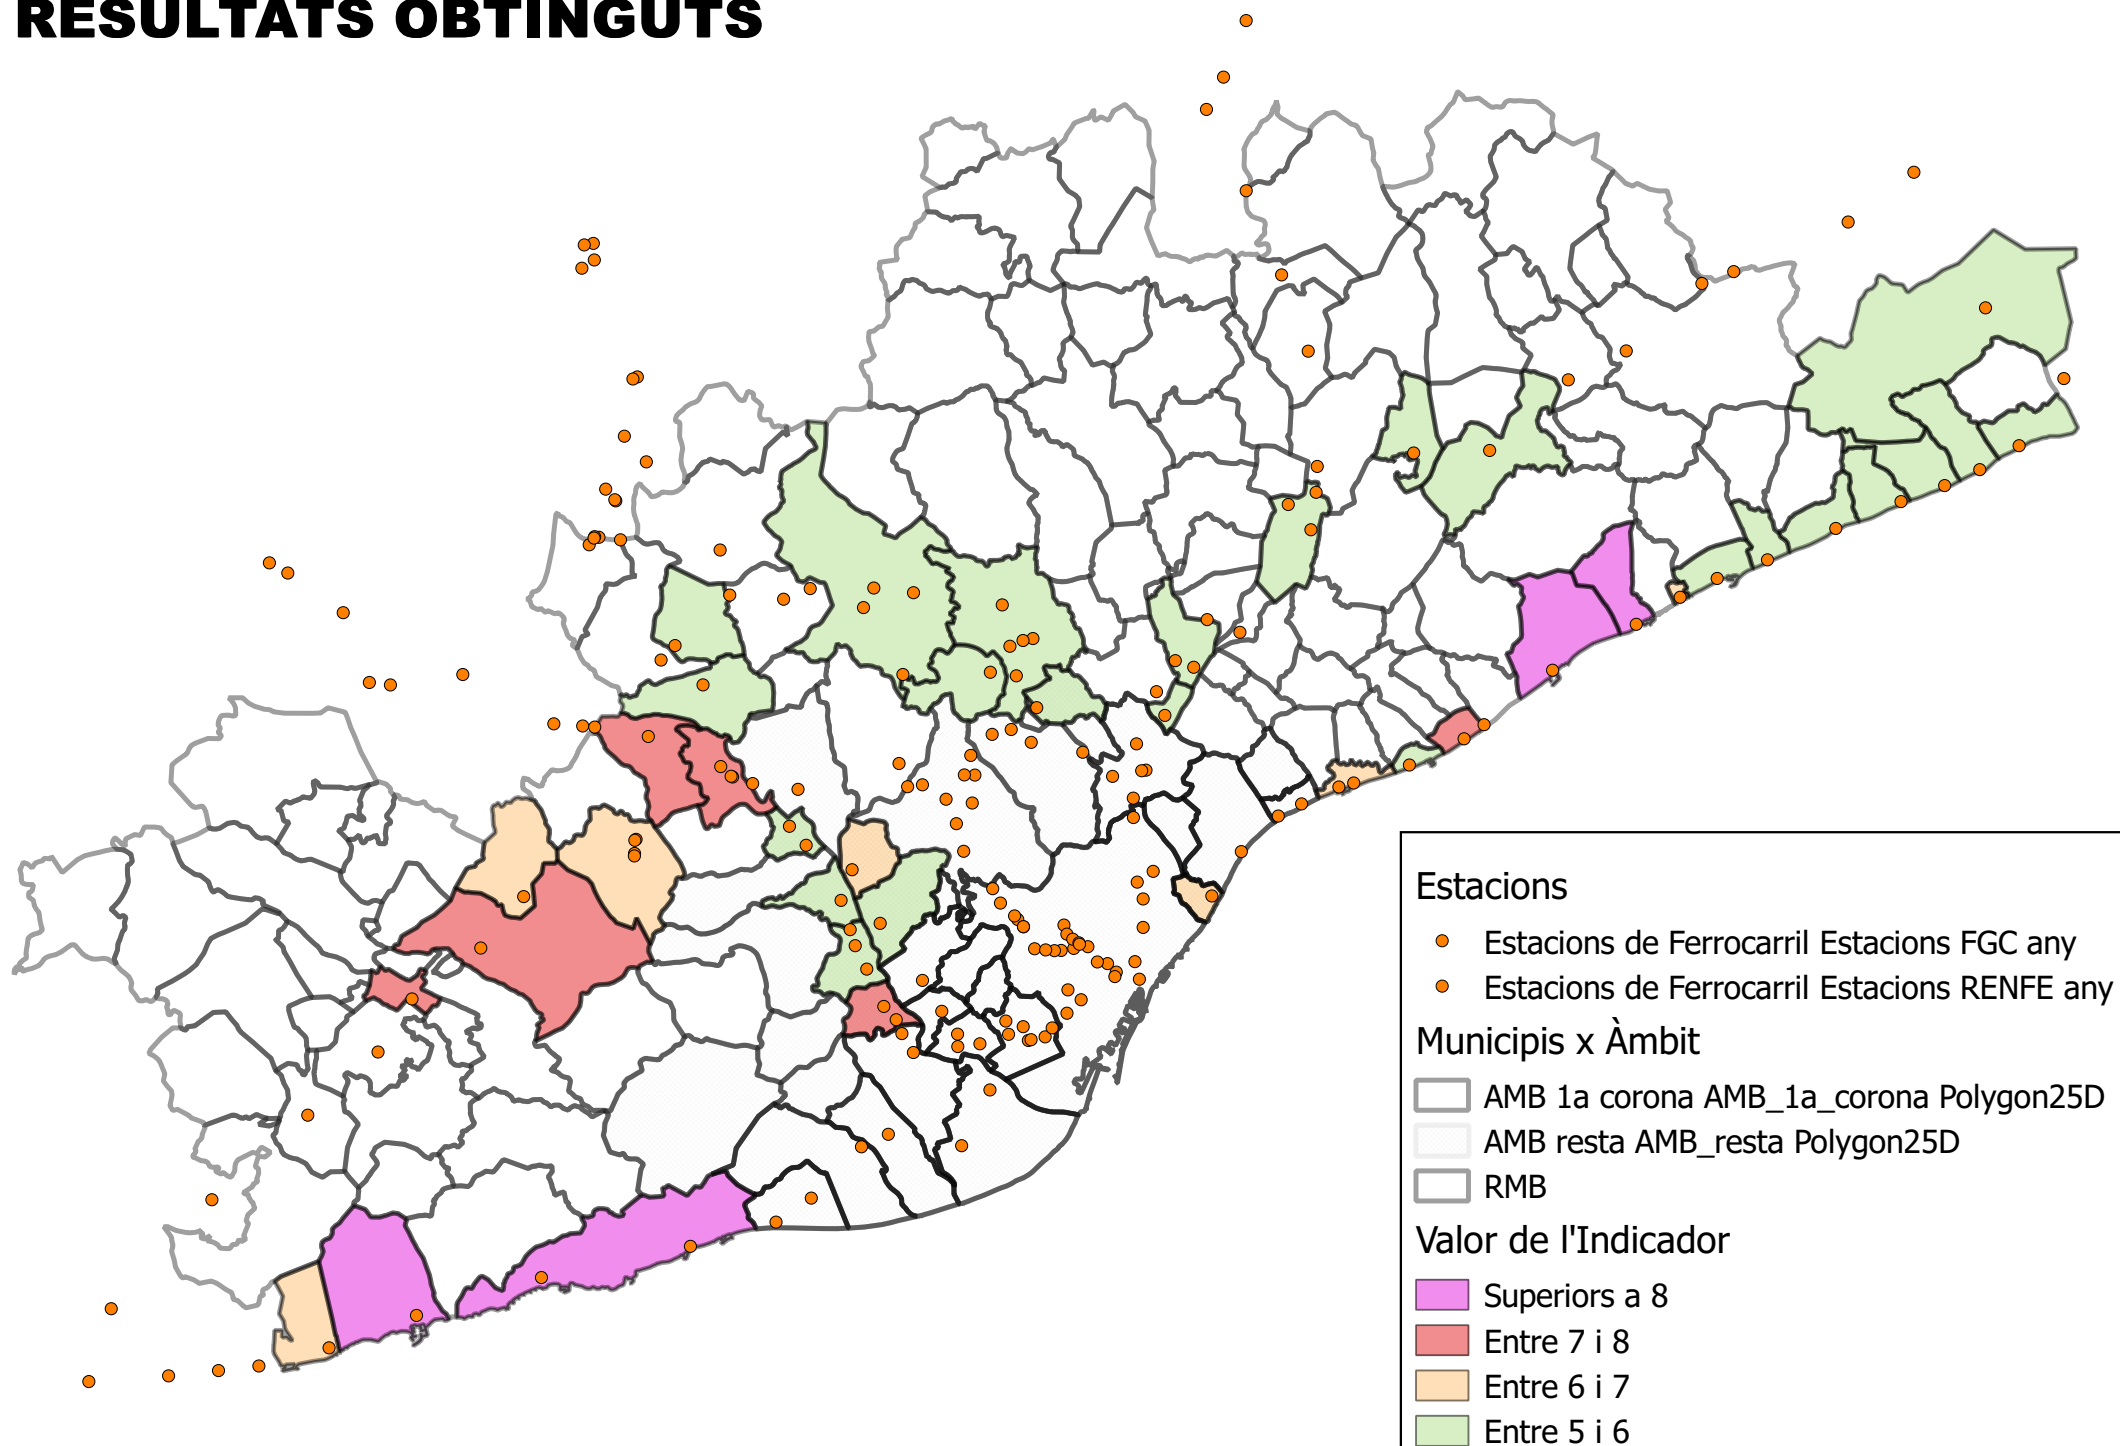 RESULTATS OBTINGUTS
Estacions
Estacions de Ferrocarril Estacions FGC any
Estacions de Ferrocarril Estacions RENFE any
Municipis x Àmbit
AMB 1a corona AMB_1a_corona Polygon25D
AMB resta AMB_resta Polygon25D
RMB
Valor de l'Indicador
Superiors a 8
Entre 7 i 8
Entre 6 i 7
Entre 5 i 6